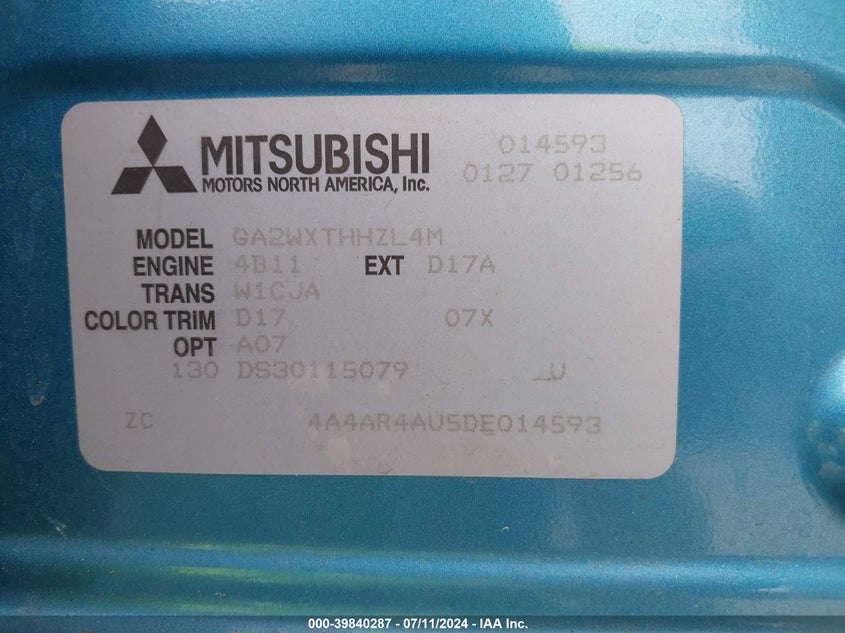 MITSUBISHI 014593
MOTORS NORTH AMERICA, Inc. 0127 01256
MODEL GA2WXTHHZL4M
ENGINE 4B11 EXT D17A
TRANS W1CJA
COLOR TRIM D17 07X
OPT A07
130 DS30115079 _U
ZC 4A4AR4AU5DE014593
000-39840287 - 07/11/2024 - IAA Inc.